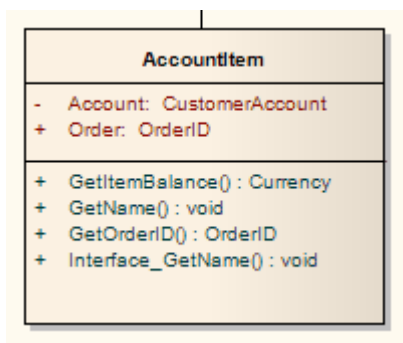 AccountItem
- Account: CustomerAccount
+ Order: OrderID
+ GetItemBalance() : Currency
+ GetName() : void
+ GetOrderID() : OrderID
+ Interface_GetName() : void